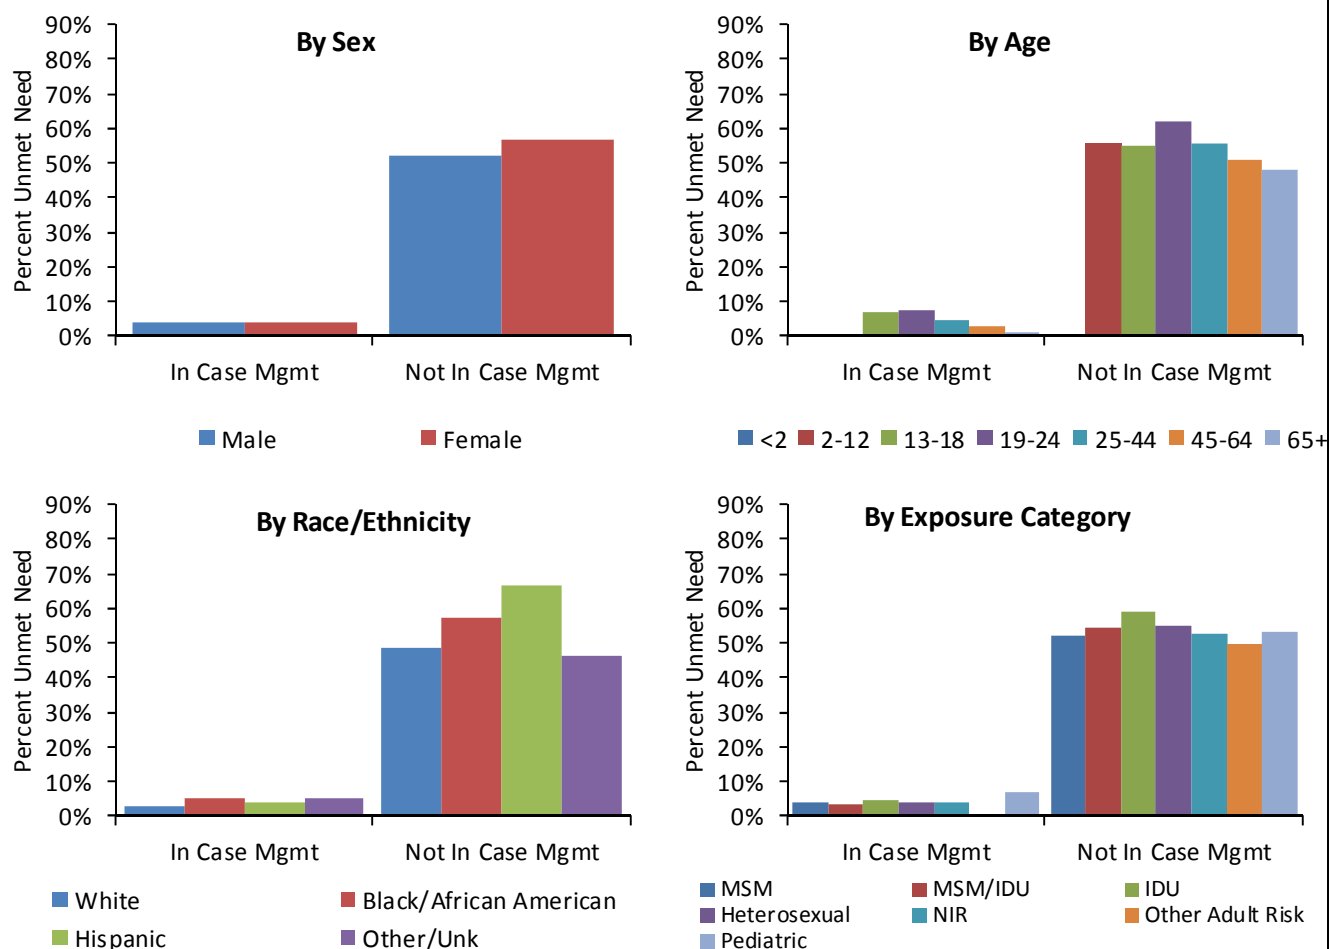 By Sex
Percent Unmet Need
90%
80%
70%
60%
50%
40%
30%
20%
10%
0%
In Case Mgmt Not In Case Mgmt
Male Female
By Age
Percent Unmet Need
90%
80%
70%
60%
50%
40%
30%
20%
10%
0%
In Case Mgmt Not In Case Mgmt
<2 2-12 13-18 19-24 25-44 45-64 65+
By Race/Ethnicity
Percent Unmet Need
90%
80%
70%
60%
50%
40%
30%
20%
10%
0%
In Case Mgmt Not In Case Mgmt
White Black/African American
Hispanic Other/Unk
By Exposure Category
Percent Unmet Need
90%
80%
70%
60%
50%
40%
30%
20%
10%
0%
In Case Mgmt Not In Case Mgmt
MSM MSM/IDU IDU
Heterosexual NIR Other Adult Risk
Pediatric